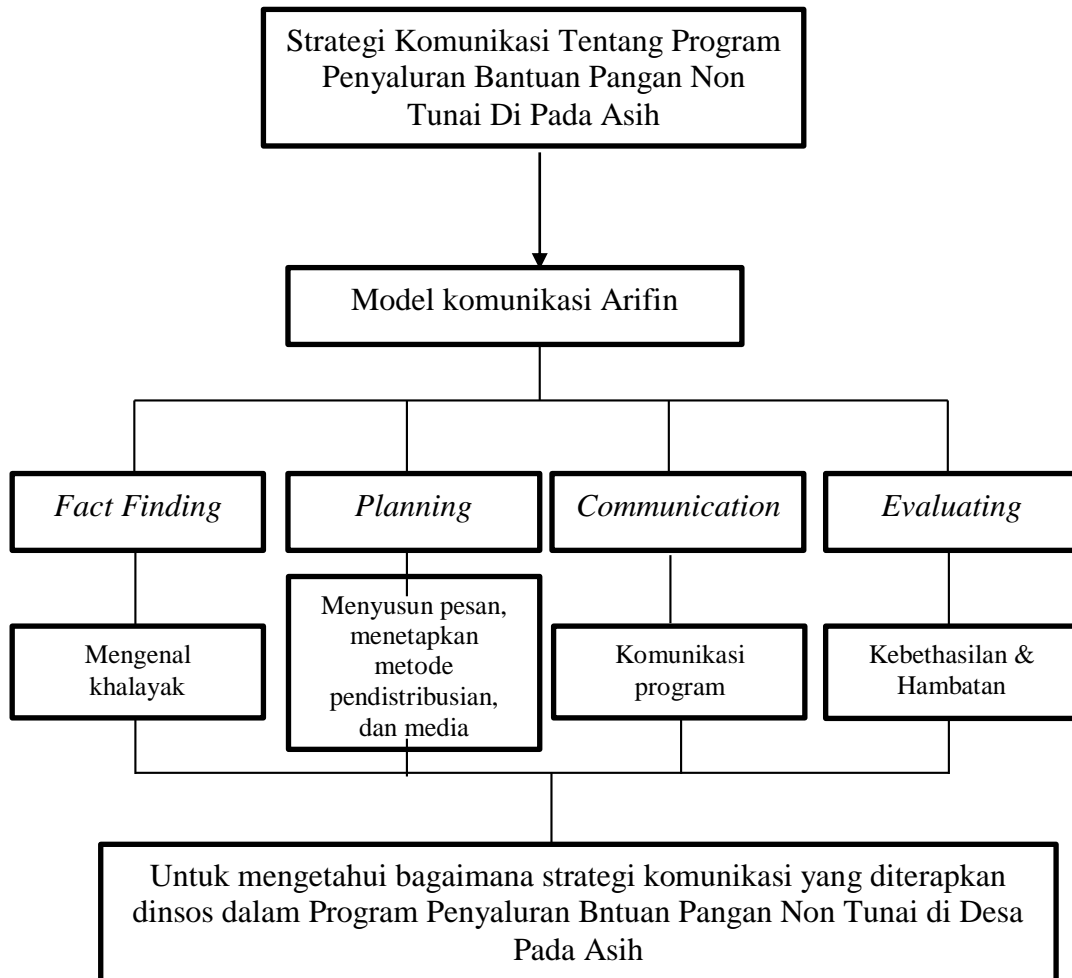 Strategi Komunikasi Tentang Program
Penyaluran Bantuan Pangan Non
Tunai Di Pada Asih
Model komunikasi Arifin
Fact Finding
Planning
Communication
Evaluating
Mengenal
khalayak
Menyusun pesan,
menetapkan
metode
pendistribusian,
dan media
Komunikasi
program
Kebethasilan &
Hambatan
Untuk mengetahui bagaimana strategi komunikasi yang diterapkan
dinsos dalam Program Penyaluran Bntuan Pangan Non Tunai di Desa
Pada Asih